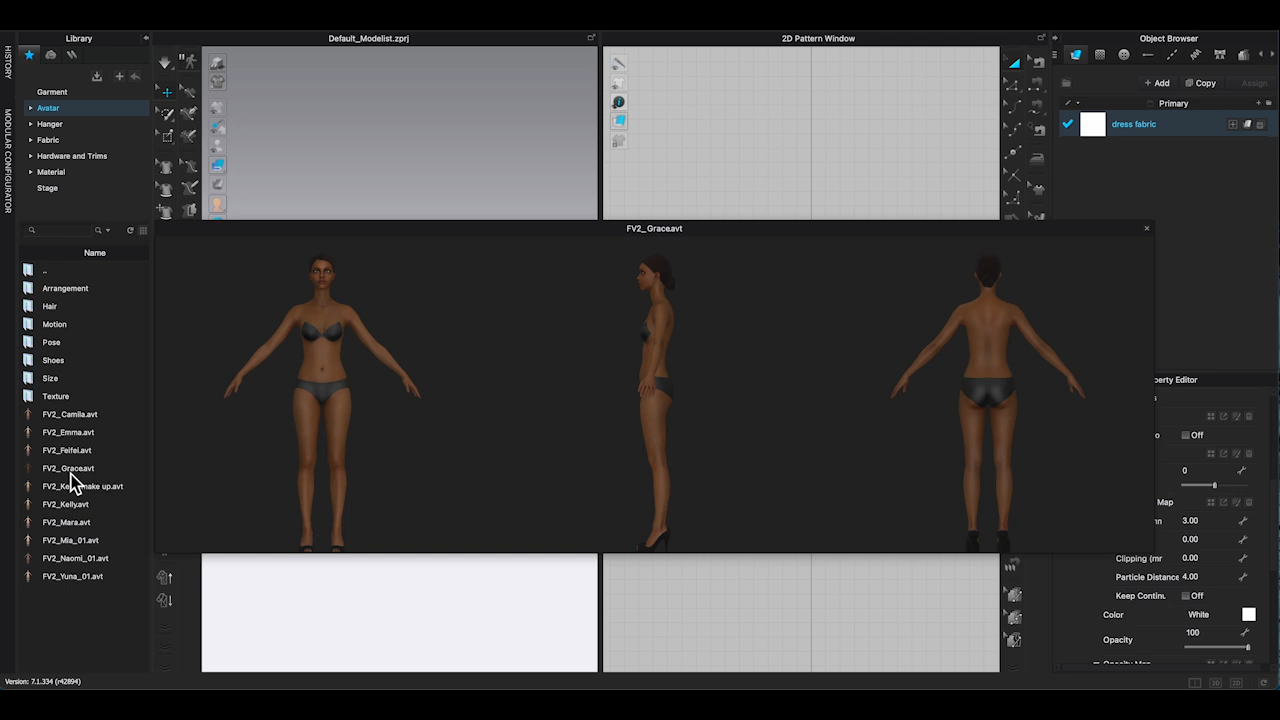 HISTORY
MODULAR CONFIGURATOR
Library
Garment
Avatar
Hanger
Fabric
Hardware and Trims
Material
Stage
Name
..
Arrangement
Hair
Motion
Pose
Shoes
Size
Texture
FV2_Camila.avt
FV2_Emma.avt
FV2_Feifei.avt
FV2_Grace.avt
make up.avt
FV2_Kelly.avt
FV2_Mara.avt
FV2_Mia_01.avt
FV2_Naomi_01.avt
FV2_Yuna_01.avt
Version: 7.1.334 (r42894)
Default_Modelist.zprj
2D Pattern Window
FV2_Grace.avt
Object Browser
+ Add
Copy
Assign
Primary
dress fabric
perty Editor
Off
0
Map
3.00
0.00
Clipping (mr 0.00
Particle Distance 4.00
Keep Continu. Off
Color White
Opacity 100